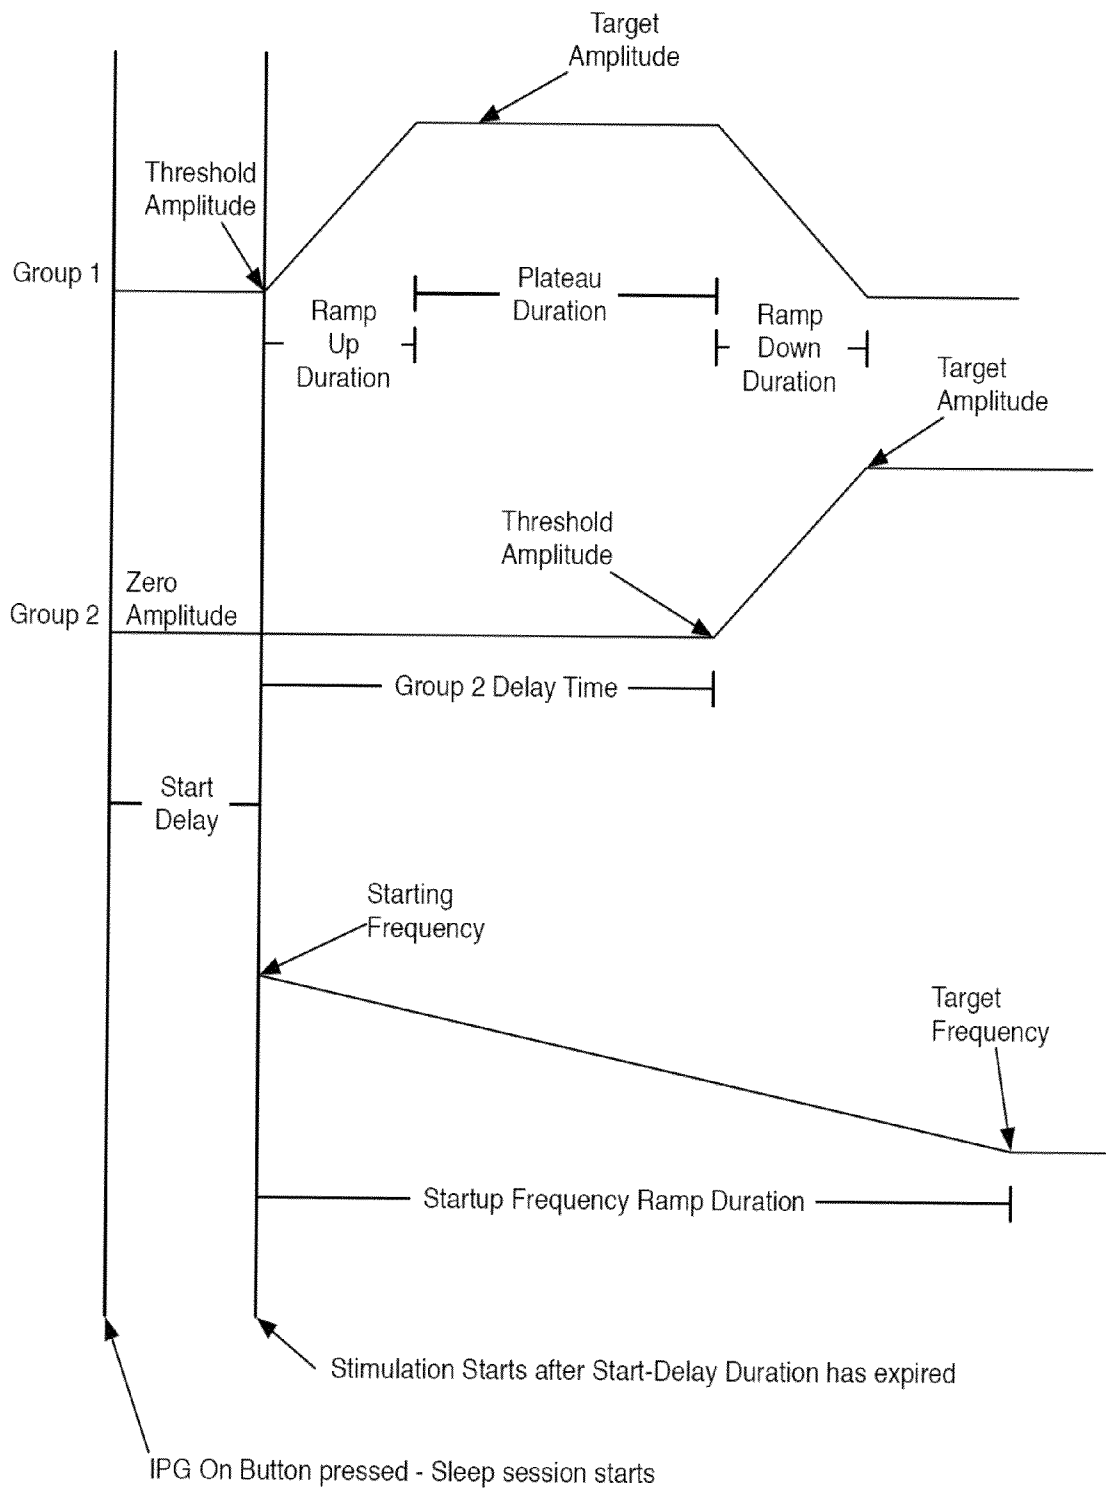 Target
Amplitude
Threshold
Amplitude
Group 1
Plateau
Duration
Ramp
Up
Duration
Ramp
Down
Duration
Target
Amplitude
Threshold
Amplitude
Zero
Amplitude
Group 2
Group 2 Delay Time
Start
Delay
Starting
Frequency
Target
Frequency
Startup Frequency Ramp Duration
Stimulation Starts after Start-Delay Duration has expired
IPG On Button pressed - Sleep session starts